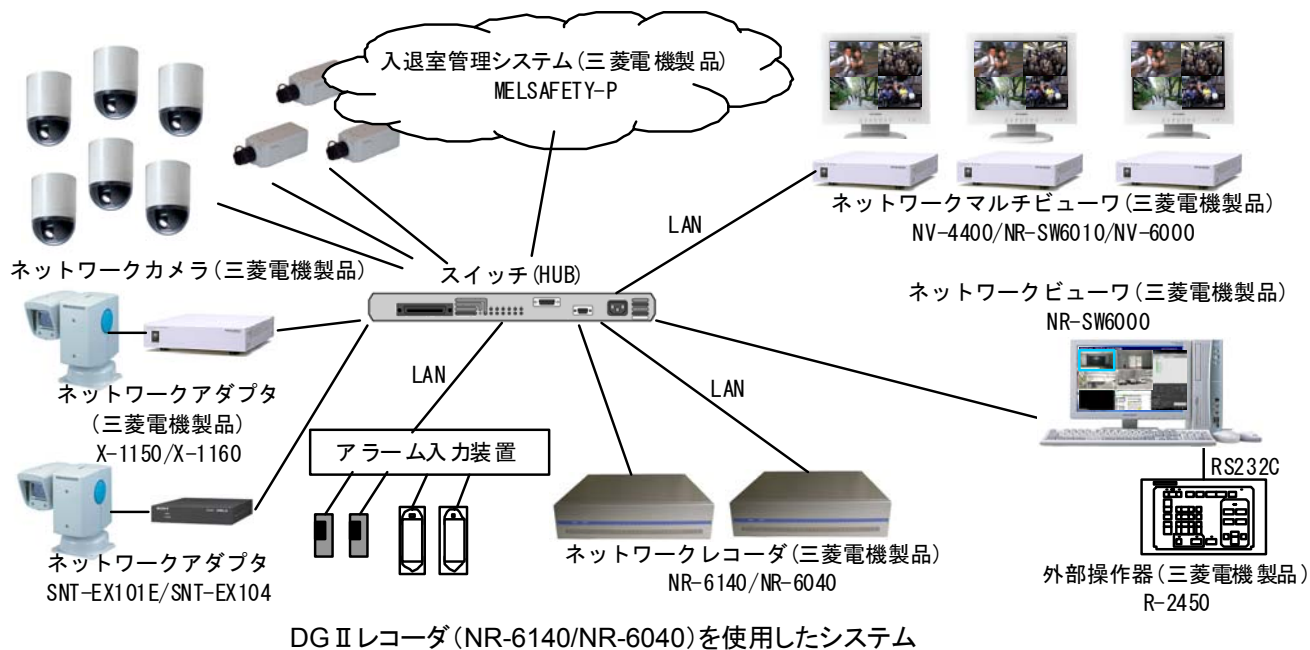 入退室管理システム(三菱電機製品)
MELSAFETY-P
LAN
ネットワークマルチビューワ(三菱電機製品)
NV-4400/NR-SW6010/NV-6000
ネットワークカメラ(三菱電機製品)
スイッチ(HUB)
ネットワークビューワ(三菱電機製品)
NR-SW6000
ネットワークアダプタ
(三菱電機製品)
X-1150/X-1160
LAN
LAN
アラーム入力装置
RS232C
ネットワークアダプタ
SNT-EX101E/SNT-EX104
ネットワークレコーダ(三菱電機製品)
NR-6140/NR-6040
外部操作器(三菱電機製品)
R-2450
DGⅡレコーダ(NR-6140/NR-6040)を使用したシステム